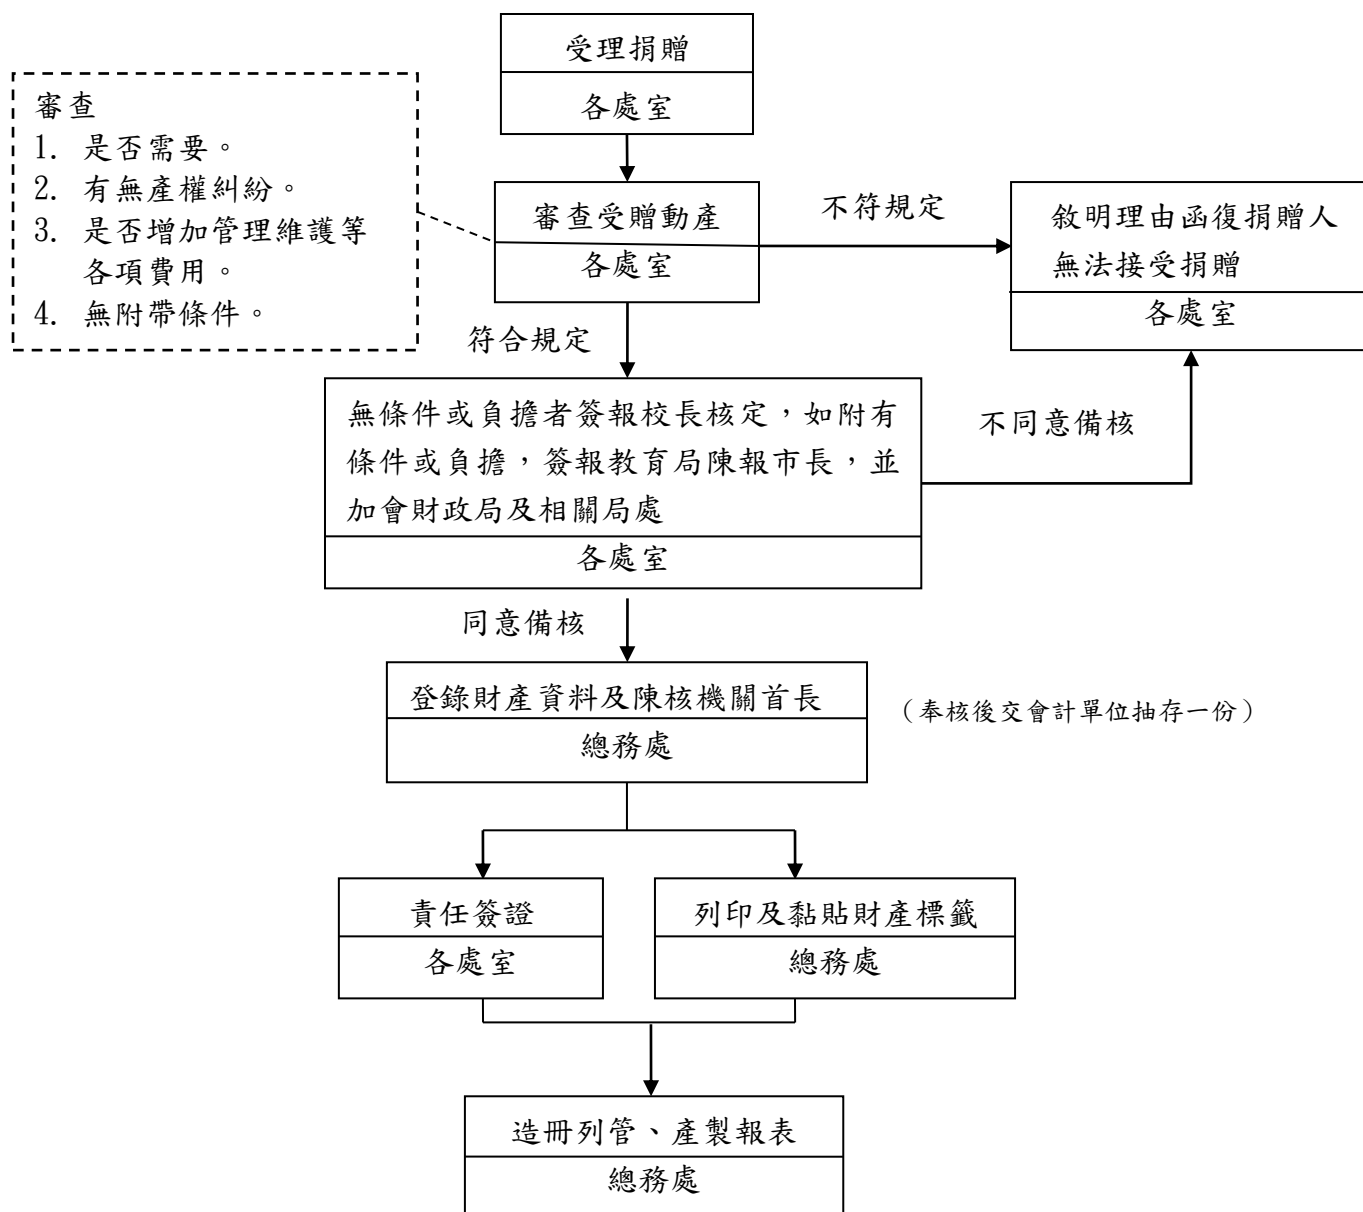 受理捐贈
各處室
審查
1. 是否需要。
2. 有無產權糾紛。
3. 是否增加管理維護等
各項費用。
4. 無附帶條件。
審查受贈動產
各處室
不符規定
敘明理由函復捐贈人
無法接受捐贈
各處室
符合規定
無條件或負擔者簽報校長核定，如附有
條件或負擔，簽報教育局陳報市長，並
加會財政局及相關局處
各處室
不同意備核
同意備核
登錄財產資料及陳核機關首長
總務處
（奉核後交會計單位抽存一份）
責任簽證
各處室
列印及黏貼財產標籤
總務處
造冊列管、產製報表
總務處